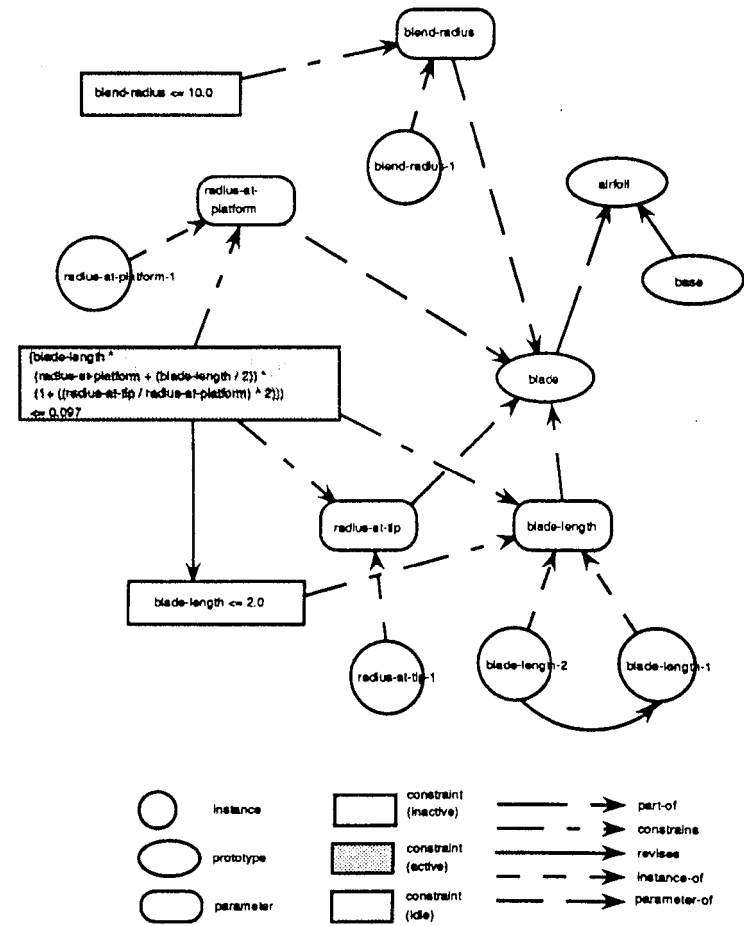 blend-radius
blend-radius <= 10.0
blend-radius-1
airfoil
radius-at-
platform
base
radius-at-platform-1
(blade-length *
(radius-at-platform + (blade-length / 2)) *
(1+ ((radius-at-tip / radius-at-platform) ^ 2)))
<= 0.097
blade
radius-at-tip
blade-length
blade-length <= 2.0
blade-length-2
blade-length-1
radius-at-tip-1
instance
constraint
(inactive)
part-of
constrains
prototype
constraint
(active)
revises
instance-of
parameter
constraint
(idle)
parameter-of